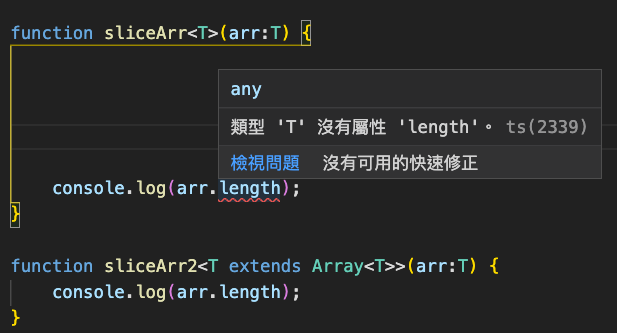 function sliceArr<T>(arr:T) {
any
類型 'T' 沒有屬性 'length'。 ts(2339)
檢視問題 沒有可用的快速修正
    console.log(arr.length);
}
function sliceArr2<T extends Array<T>>(arr:T) {
    console.log(arr.length);
}